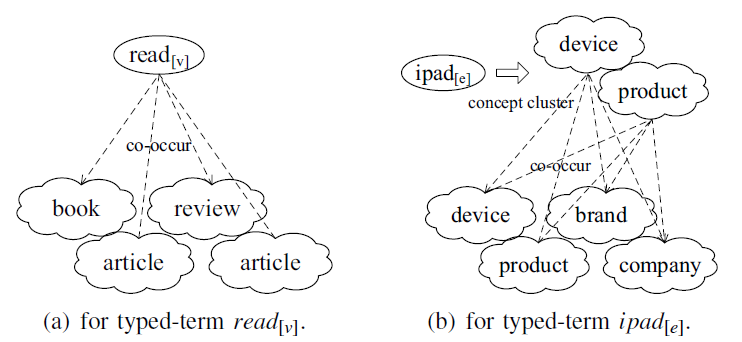 read[v]
co-occur
book
review
article
article
(a) for typed-term read[v].
ipad[e]
device
product
concept cluster
co-occur
device
brand
product
company
(b) for typed-term ipad[e].